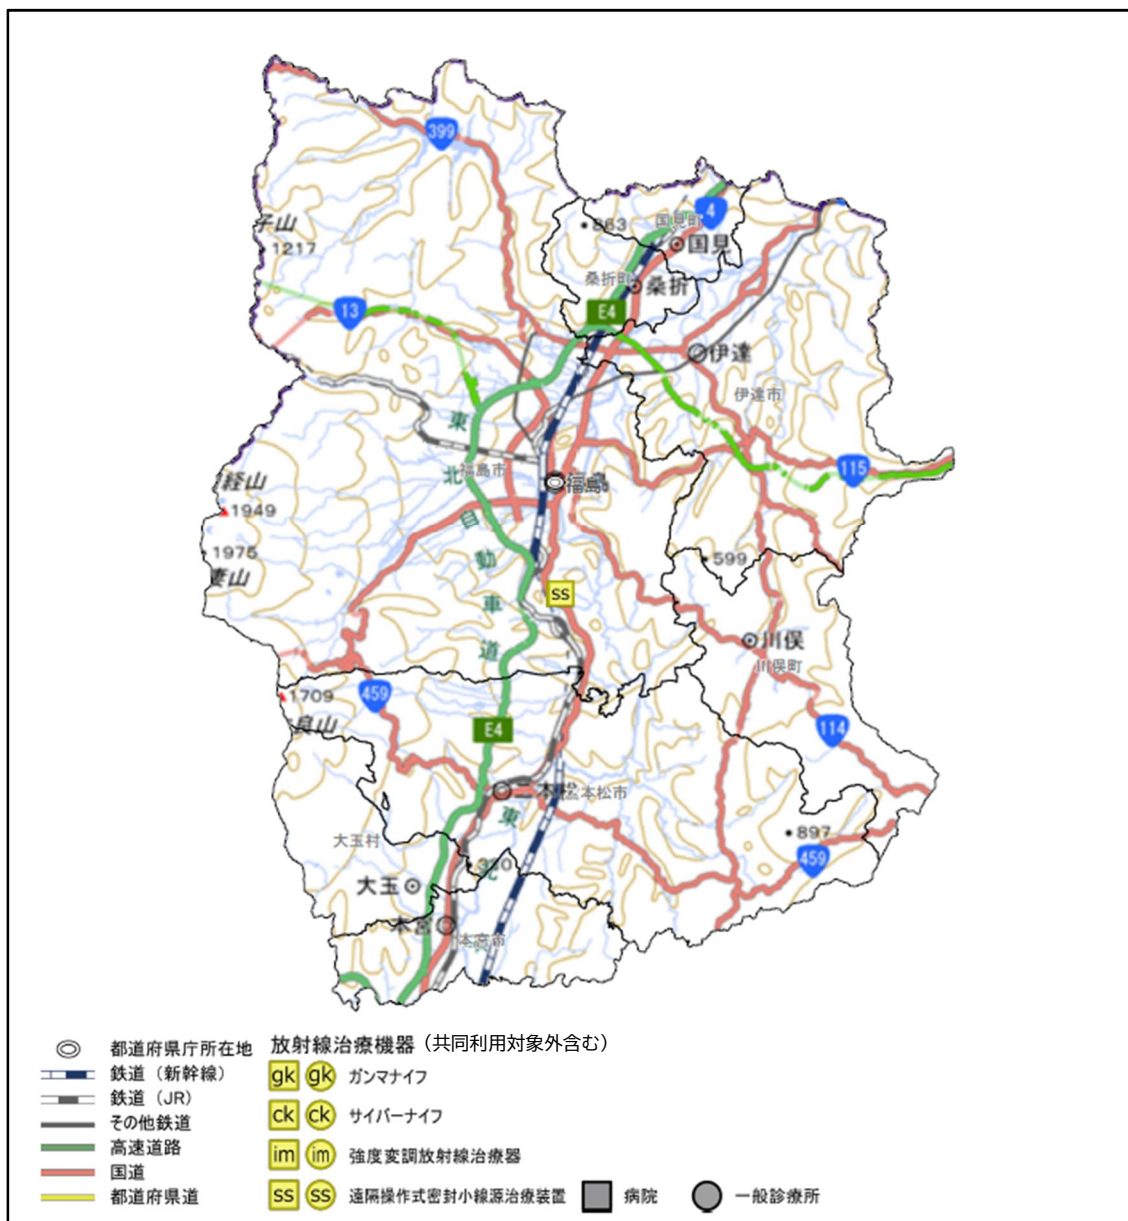 399
4
863
国見町
国見
子山
1217
桑折町
桑折
13
E4
伊達
伊達市
東
北
自
動
車
道
福島市
福島
115
経山
1949
1975
妻山
599
ss
川俣
川俣町
1709
良山
459
114
E4
二本松
本松市
東
大玉村
897
459
大玉
本宮
本宮市
都道府県庁所在地
鉄道（新幹線）
鉄道（JR）
その他鉄道
高速道路
国道
都道府県道
放射線治療機器（共同利用対象外含む）
gk gk ガンマナイフ
ck ck サイバーナイフ
im im 強度変調放射線治療器
ss ss 遠隔操作式密封小線源治療装置
病院
一般診療所